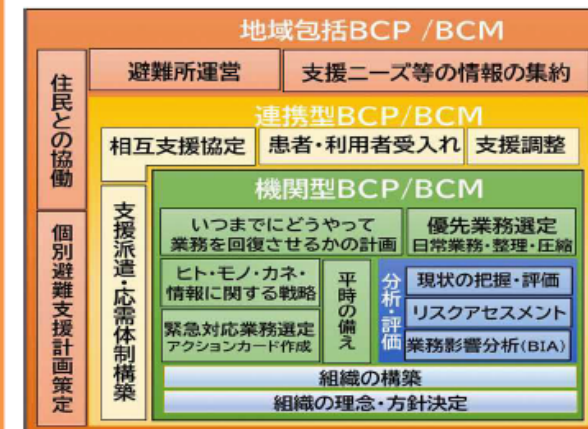 地域包括BCP /BCM
避難所運営
支援ニーズ等の情報の集約
住民との協働
個別避難支援計画策定
連携型BCP/BCM
相互支援協定
患者・利用者受入れ
支援調整
支援派遣・応需体制構築
機関型BCP/BCM
いつまでにどうやって
業務を回復させるかの計画
優先業務選定
日常業務・整理・圧縮
ヒト・モノ・カネ・
情報に関する戦略
緊急対応業務選定
アクションカード作成
平時の備え
分析・評価
現状の把握・評価
リスクアセスメント
業務影響分析(BIA)
組織の構築
組織の理念・方針決定